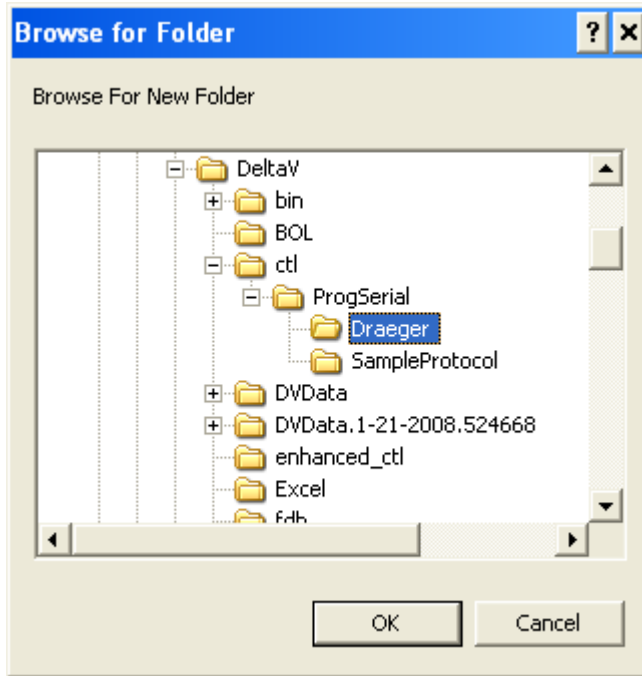 Browse for Folder
Browse For New Folder
DeltaV
bin
BOL
ctl
ProgSerial
Draeger
SampleProtocol
DVData
DVData.1-21-2008.524668
enhanced_ctl
Excel
fdb
OK Cancel